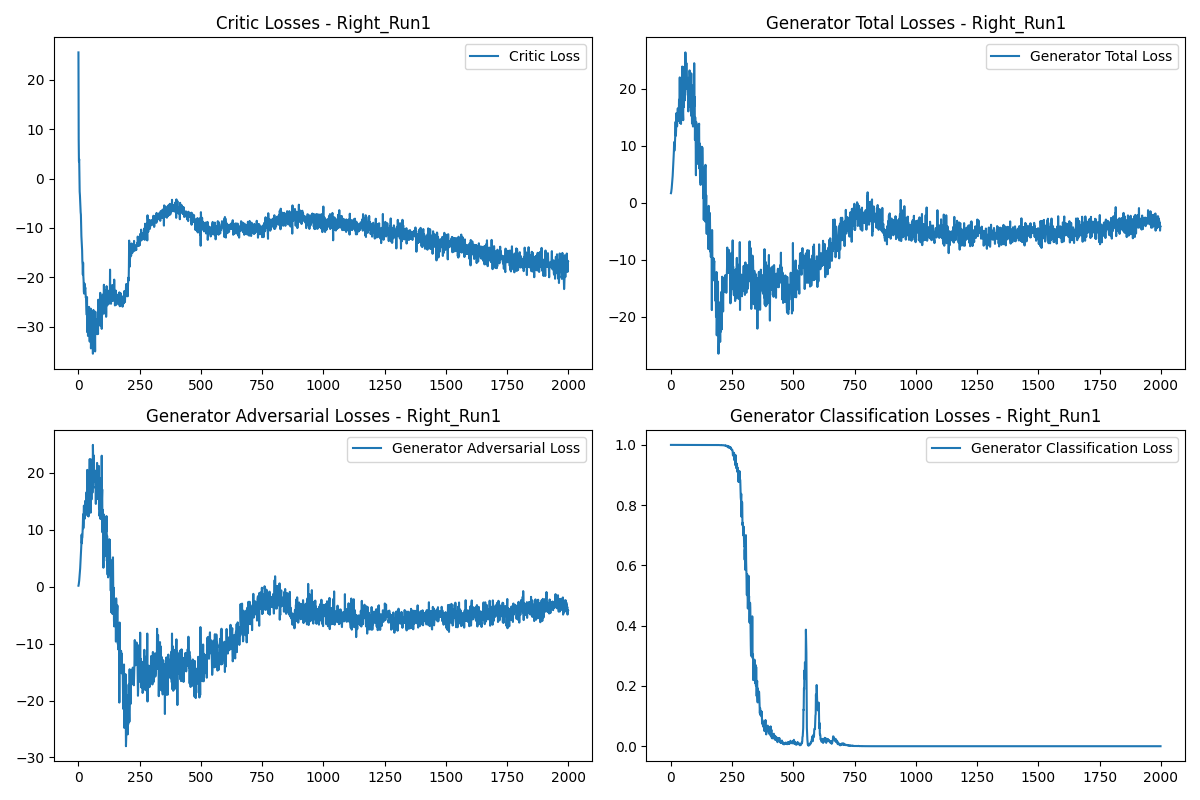 Critic Losses - Right_Run1
Critic Loss
20
10
0
−10
−20
−30
0 250 500 750 1000 1250 1500 1750 2000
Generator Total Losses - Right_Run1
Generator Total Loss
20
10
0
−10
−20
0 250 500 750 1000 1250 1500 1750 2000
Generator Adversarial Losses - Right_Run1
Generator Adversarial Loss
20
10
0
−10
−20
−30
0 250 500 750 1000 1250 1500 1750 2000
Generator Classification Losses - Right_Run1
Generator Classification Loss
1.0
0.8
0.6
0.4
0.2
0.0
0 250 500 750 1000 1250 1500 1750 2000